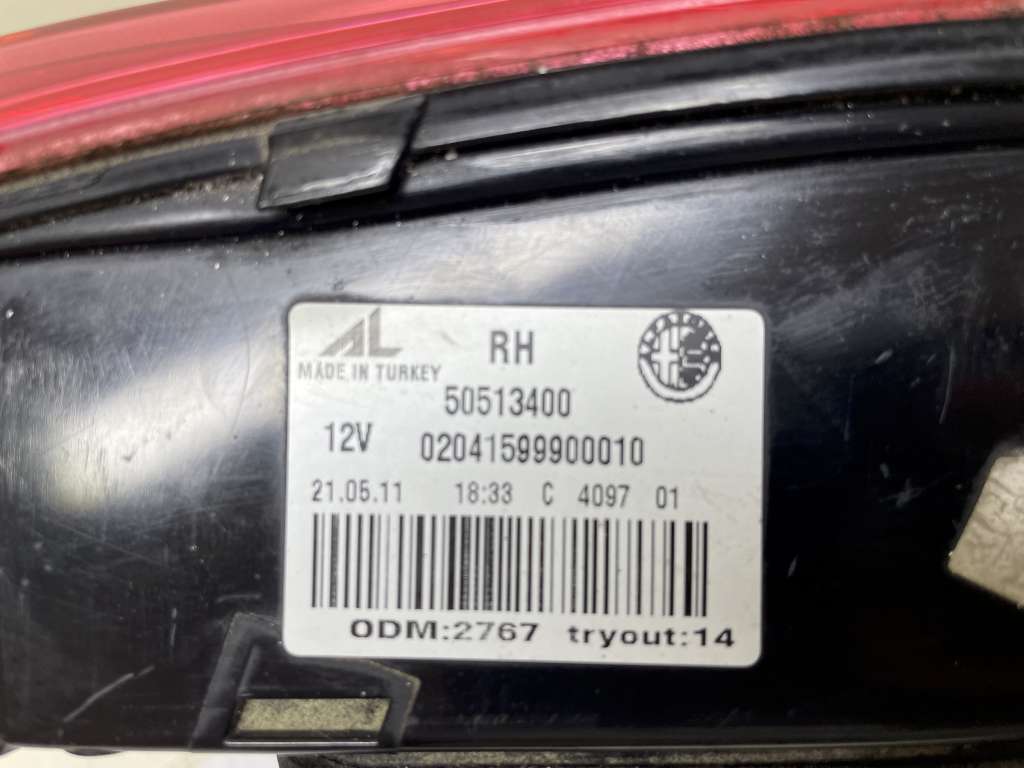 AL RH
MADE IN TURKEY
50513400
12V 02041599900010
21.05.11 18:33 C 4097 01
ODM:2767 tryout:14